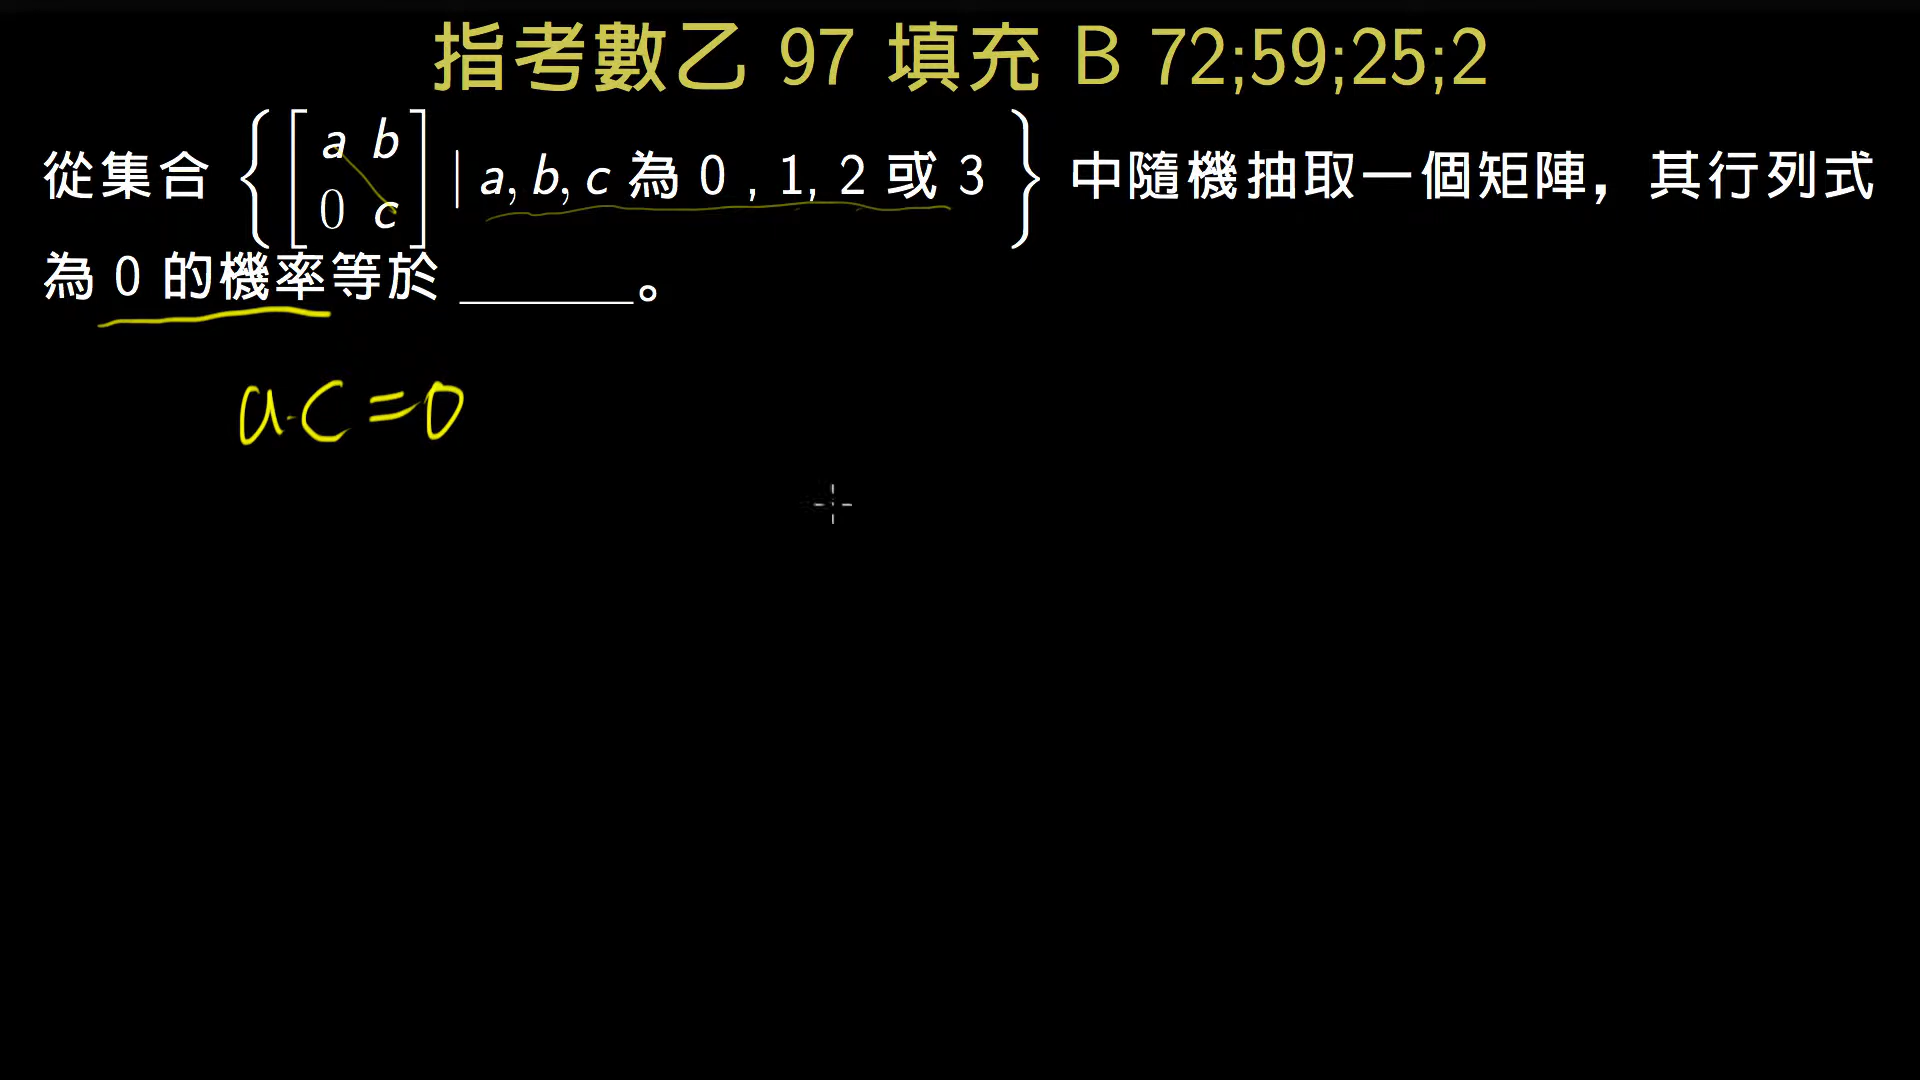 指考數乙 97 填充 B 72;59;25;2
從集合 { [ a b ; 0 c ] | a, b, c 為 0 , 1, 2 或 3 } 中隨機抽取一個矩陣，其行列式
為 0 的機率等於 ______。
a·c=0